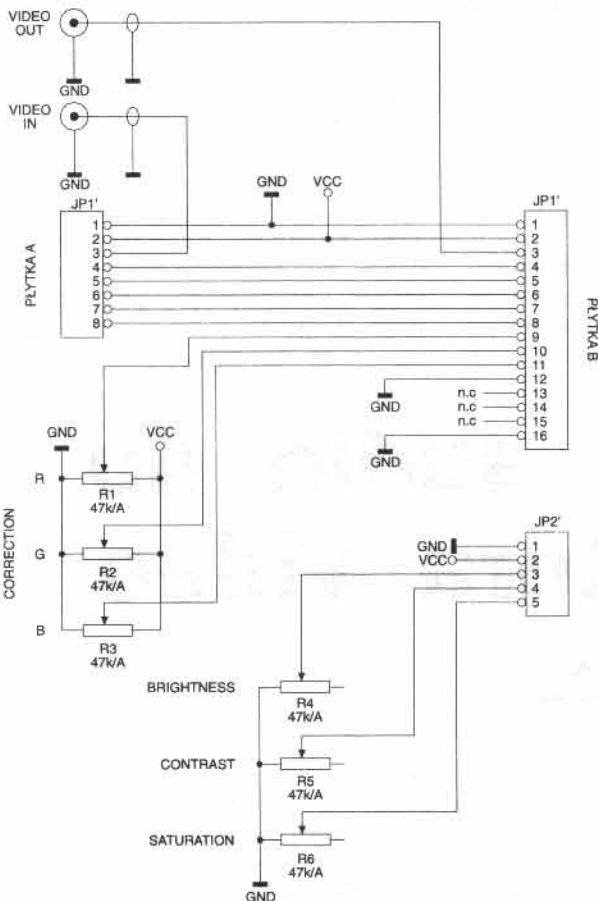 VIDEO
OUT
GND
VIDEO
IN
GND
JP1'
PŁYTKA A
1
2
3
4
5
6
7
8
GND
VCC
JP1'
PŁYTKA B
1
2
3
4
5
6
7
8
9
10
11
12
13
14
15
16
GND
n.c
n.c
n.c
GND
CORRECTION
GND
VCC
R
R1
47k/A
G
R2
47k/A
B
R3
47k/A
JP2'
GND
1
VCC
2
3
4
5
BRIGHTNESS
R4
47k/A
CONTRAST
R5
47k/A
SATURATION
R6
47k/A
GND